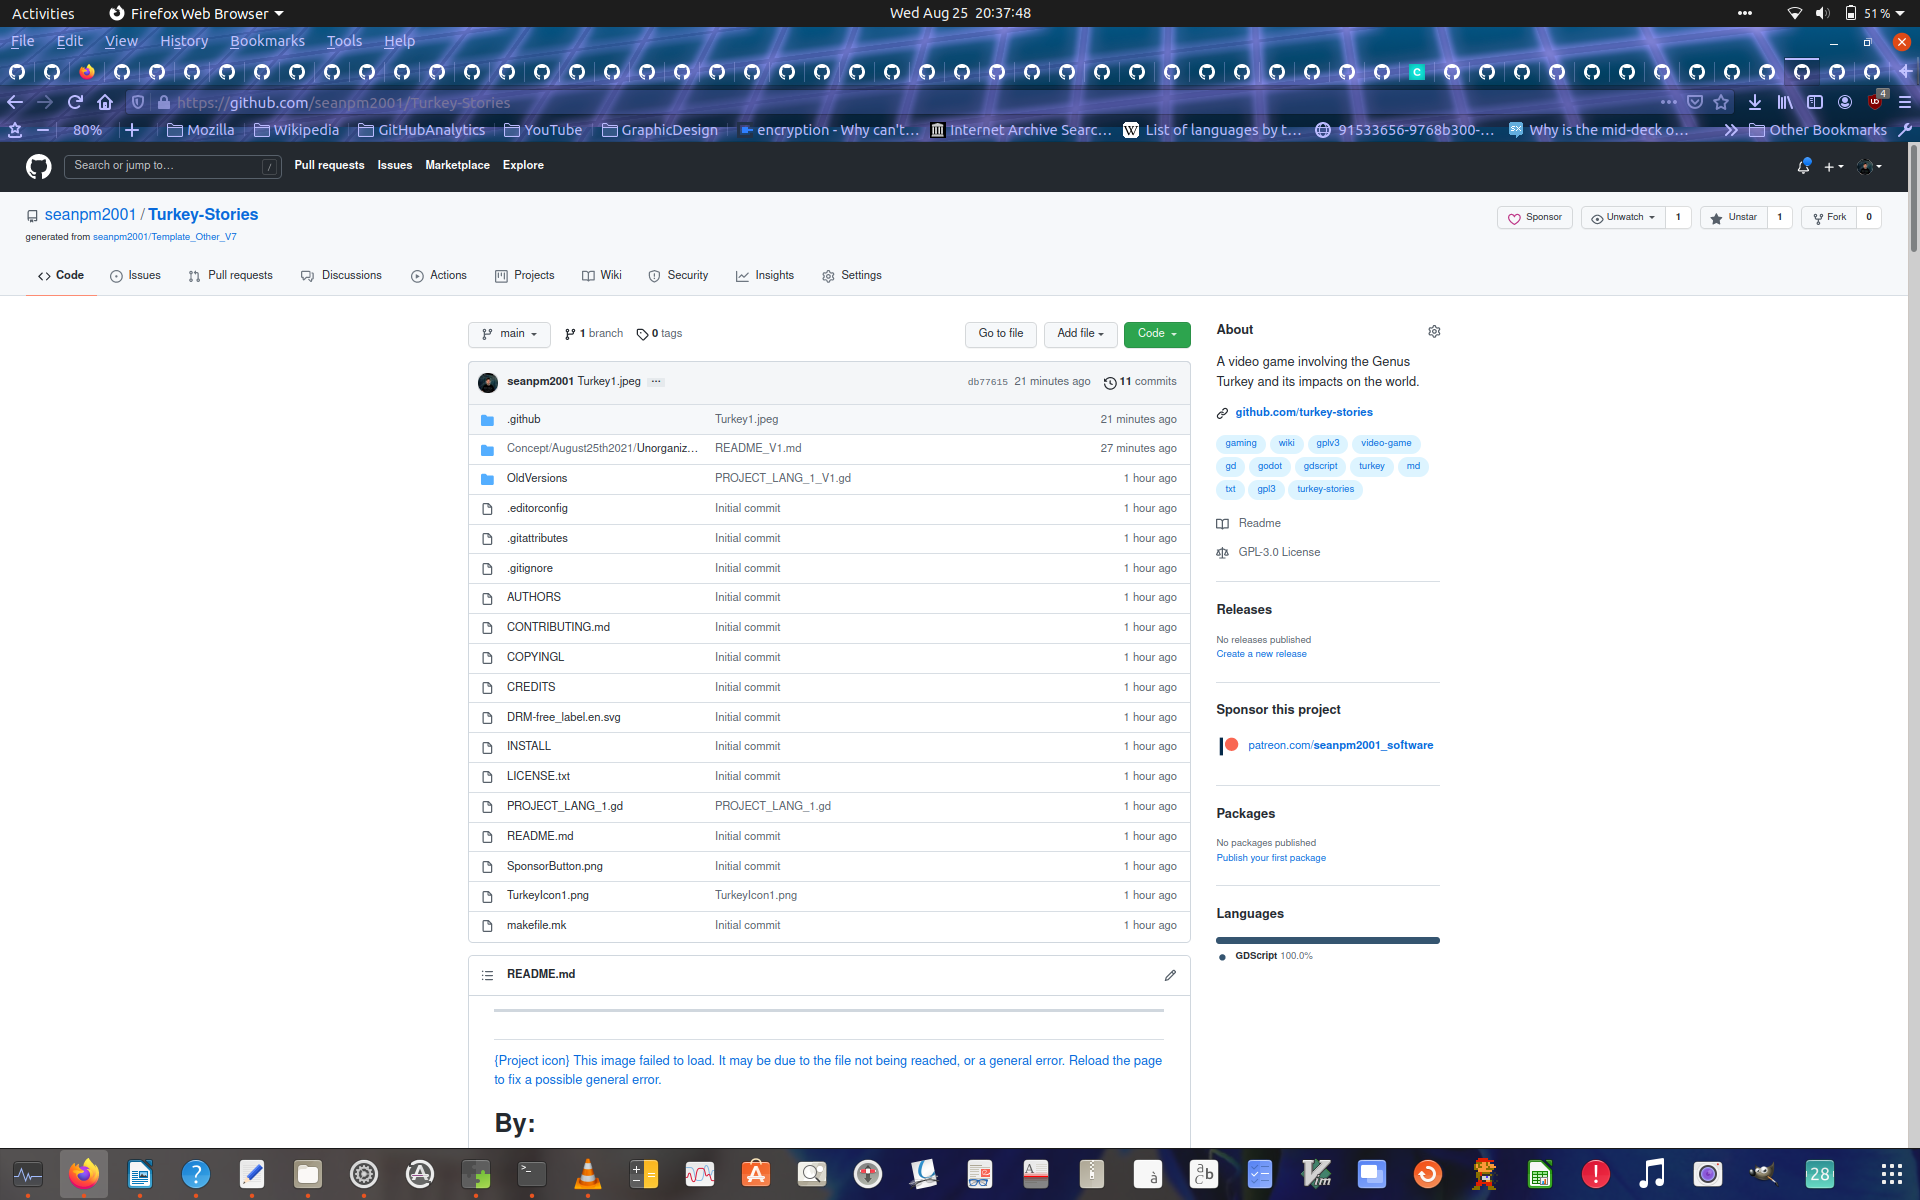 Activities Firefox Web Browser Wed Aug 25 20:37:48 51 %
File Edit View History Bookmarks Tools Help
https://github.com/seanpm2001/Turkey-Stories 4
80% Mozilla Wikipedia GitHubAnalytics YouTube GraphicDesign encryption - Why can't... Internet Archive Searc... List of languages by t... 91533656-9768b300-... Why is the mid-deck o... Other Bookmarks
Search or jump to... / Pull requests Issues Marketplace Explore
seanpm2001 / Turkey-Stories Sponsor Unwatch 1 Unstar 1 Fork 0
generated from seanpm2001/Template_Other_V7
Code Issues Pull requests Discussions Actions Projects Wiki Security Insights Settings
main 1 branch 0 tags Go to file Add file Code
seanpm2001 Turkey1.jpeg ... db77615 21 minutes ago 11 commits
.github Turkey1.jpeg 21 minutes ago
Concept/August25th2021/Unorganiz... README_V1.md 27 minutes ago
OldVersions PROJECT_LANG_1_V1.gd 1 hour ago
.editorconfig Initial commit 1 hour ago
.gitattributes Initial commit 1 hour ago
.gitignore Initial commit 1 hour ago
AUTHORS Initial commit 1 hour ago
CONTRIBUTING.md Initial commit 1 hour ago
COPYINGL Initial commit 1 hour ago
CREDITS Initial commit 1 hour ago
DRM-free_label.en.svg Initial commit 1 hour ago
INSTALL Initial commit 1 hour ago
LICENSE.txt Initial commit 1 hour ago
PROJECT_LANG_1.gd PROJECT_LANG_1.gd 1 hour ago
README.md Initial commit 1 hour ago
SponsorButton.png Initial commit 1 hour ago
TurkeyIcon1.png TurkeyIcon1.png 1 hour ago
makefile.mk Initial commit 1 hour ago
README.md
{Project icon} This image failed to load. It may be due to the file not being reached, or a general error. Reload the page
to fix a possible general error.
By:
About
A video game involving the Genus
Turkey and its impacts on the world.
github.com/turkey-stories
gaming wiki gplv3 video-game
gd godot gdscript turkey md
txt gpl3 turkey-stories
Readme
GPL-3.0 License
Releases
No releases published
Create a new release
Sponsor this project
patreon.com/seanpm2001_software
Packages
No packages published
Publish your first package
Languages
GDScript 100.0%
28